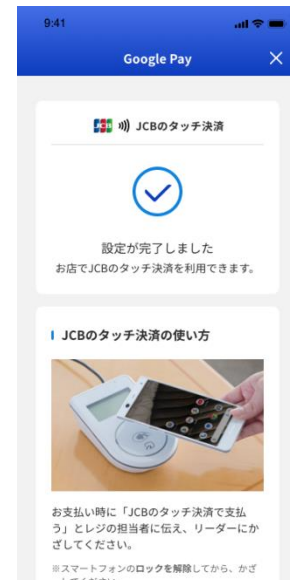 9:41
Google Pay
JCB JCBのタッチ決済
設定が完了しました
お店でJCBのタッチ決済を利用できます。
JCBのタッチ決済の使い方
お支払い時に「JCBのタッチ決済で支払
う」とレジの担当者に伝え、リーダーにか
ざしてください。
※スマートフォンのロックを解除してから、かざ